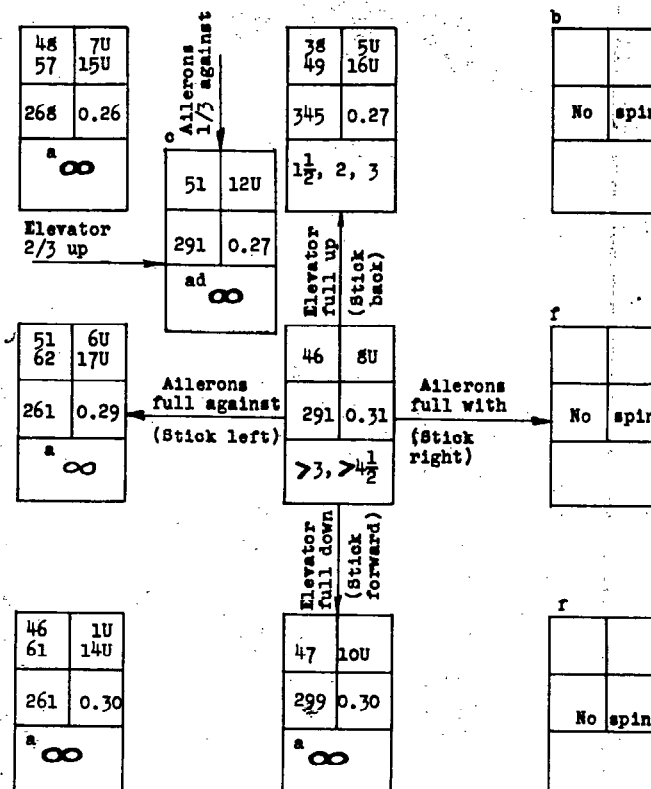 48 7U
57 15U
268 0.26
a
∞
Ailerons
1/3 against
38 5U
49 16U
345 0.27
1½, 2, 3
b
No spin
c
51 12U
291 0.27
ad
∞
Elevator
2/3 up
Elevator
full up
(Stick
back)
51 6U
62 17U
261 0.29
a
∞
Ailerons
full against
(Stick left)
46 8U
291 0.31
>3, >4½
Ailerons
full with
(Stick
right)
f
No spin
Elevator
full down
(Stick
forward)
46 1U
61 14U
261 0.30
a
∞
47 10U
299 0.30
a
∞
f
No spin